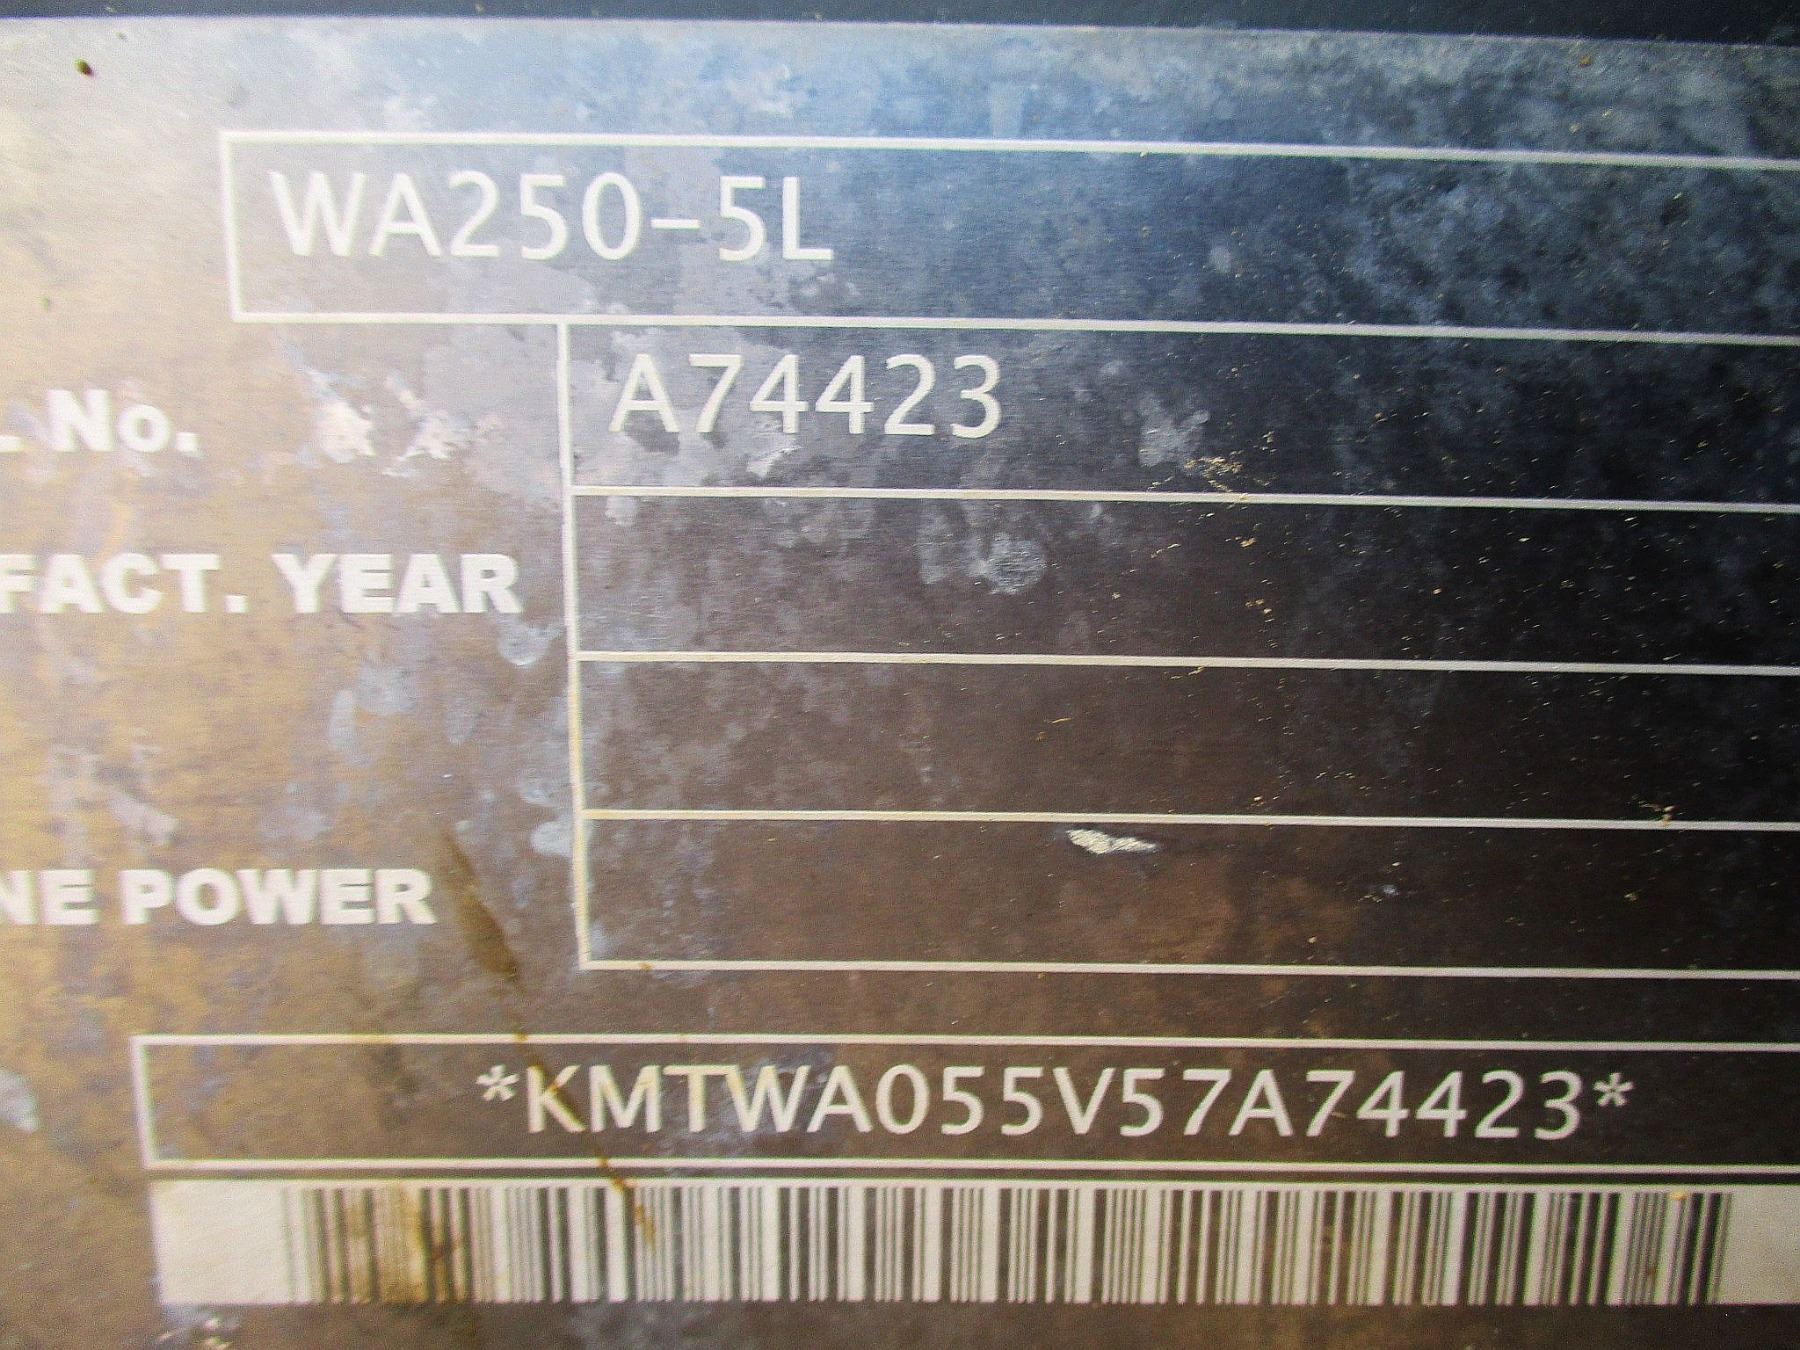 WA250-5L
L No. A74423
FACT. YEAR
NE POWER
*KMTWA055V57A74423*